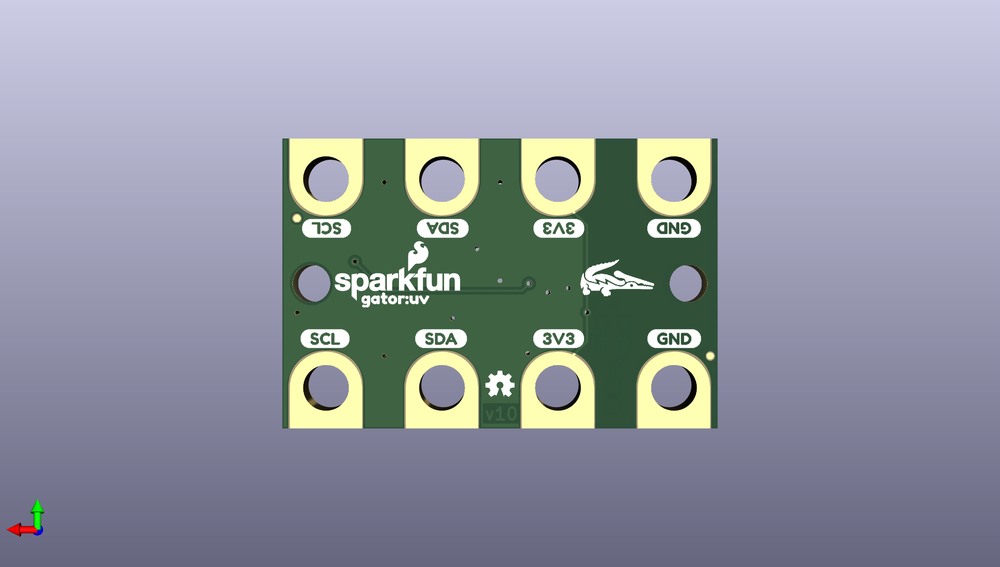 SCL SDA 3V3 GND
sparkfun
gator:uv
SCL SDA 3V3 GND
v10